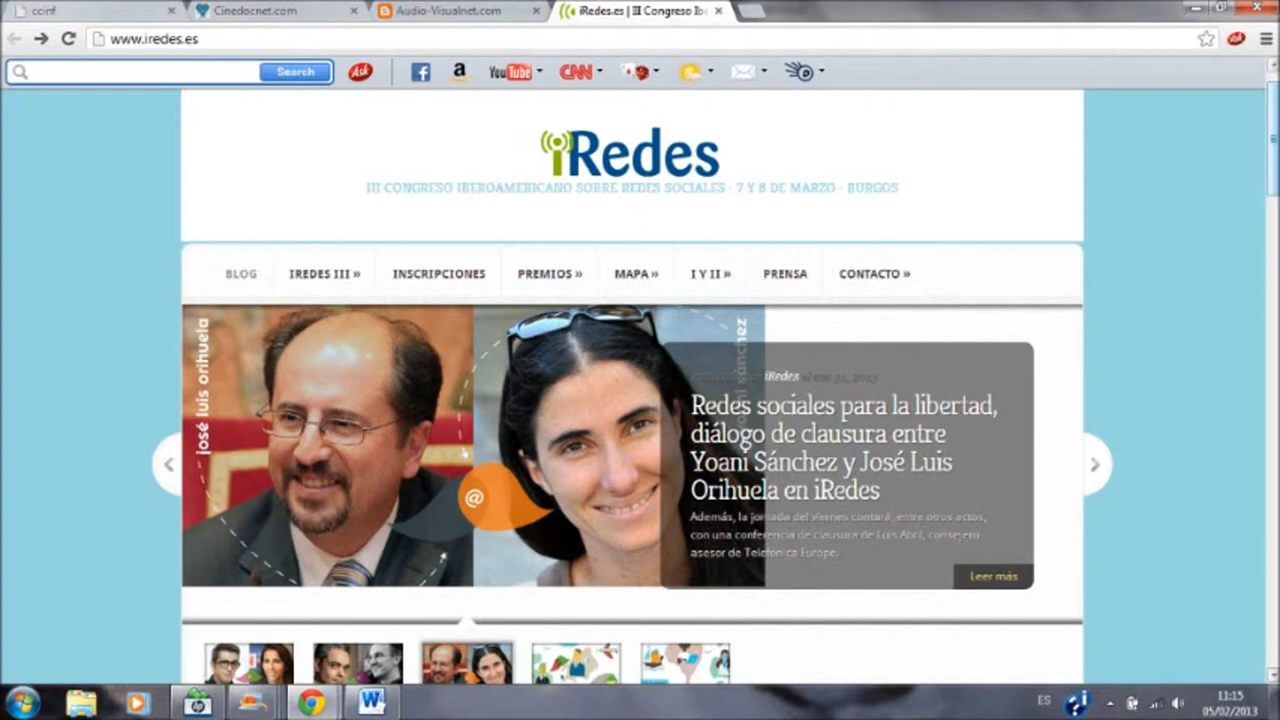 ccinf
Cinedocnet.com
Audio-Visualnet.com
iRedes.es | III Congreso Ib
www.iredes.es
Search
Ask
a
YouTube
CNN
iRedes
III CONGRESO IBEROAMERICANO SOBRE REDES SOCIALES · 7 Y 8 DE MARZO · BURGOS
BLOG
IREDES III »
INSCRIPCIONES
PREMIOS »
MAPA »
I Y II »
PRENSA
CONTACTO »
josé luis orihuela
sánchez
@
iRedes
Redes sociales para la libertad,
diálogo de clausura entre
Yoani Sánchez y José Luis
Orihuela en iRedes
Además, la jornada del viernes contará, entre otros actos,
con una conferencia de clausura de Luis Abril, consejero
asesor de Telefónica Europe.
Leer más
hp
W
ES
11:15
05/02/2013